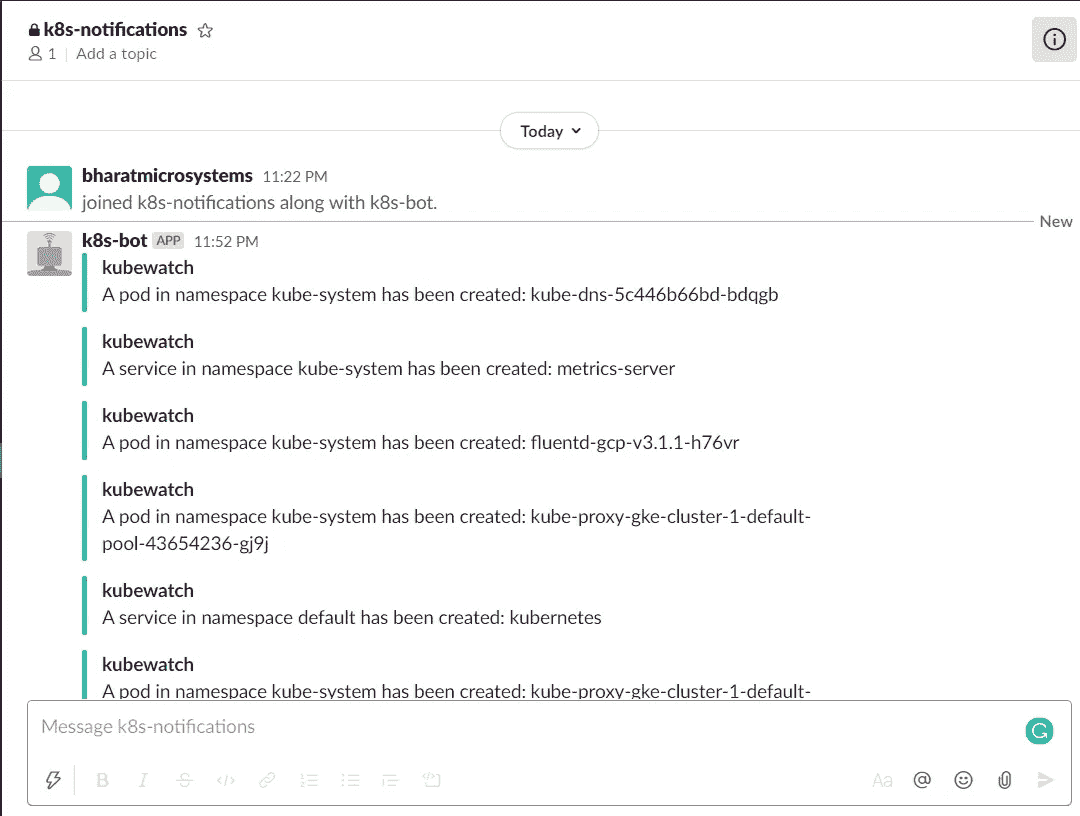 k8s-notifications
1 | Add a topic
Today
bharatmicrosystems 11:22 PM
joined k8s-notifications along with k8s-bot.
New
k8s-bot APP 11:52 PM
kubewatch
A pod in namespace kube-system has been created: kube-dns-5c446b66bd-bdqgb
kubewatch
A service in namespace kube-system has been created: metrics-server
kubewatch
A pod in namespace kube-system has been created: fluentd-gcp-v3.1.1-h76vr
kubewatch
A pod in namespace kube-system has been created: kube-proxy-gke-cluster-1-default-
pool-43654236-gj9j
kubewatch
A service in namespace default has been created: kubernetes
kubewatch
A pod in namespace kube-system has been created: kube-proxy-gke-cluster-1-default-
Message k8s-notifications
B I S </> Aa @